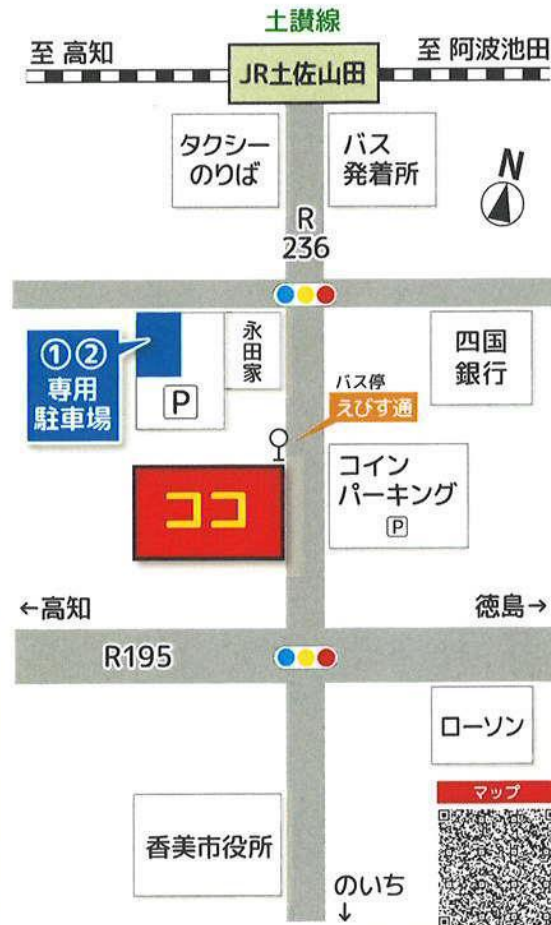 土讃線
至 高知
JR土佐山田
至 阿波池田
タクシー
のりば
バス
発着所
N
R
236
①②
専用
駐車場
P
永田家
四国
銀行
バス停
えびす通
コイン
パーキング
P
ココ
←高知
徳島→
R195
ローソン
マップ
香美市役所
のいち
↓